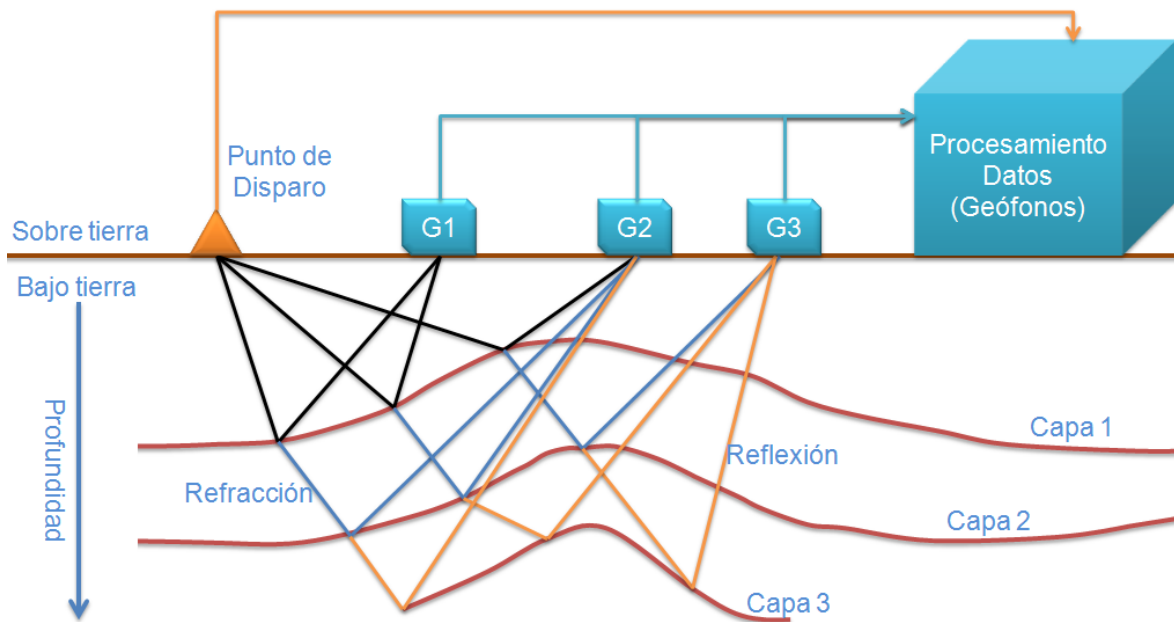 Punto de
Disparo
Procesamiento
Datos
(Geófonos)
G1
G2
G3
Sobre tierra
Bajo tierra
Profundidad
Capa 1
Reflexión
Refracción
Capa 2
Capa 3